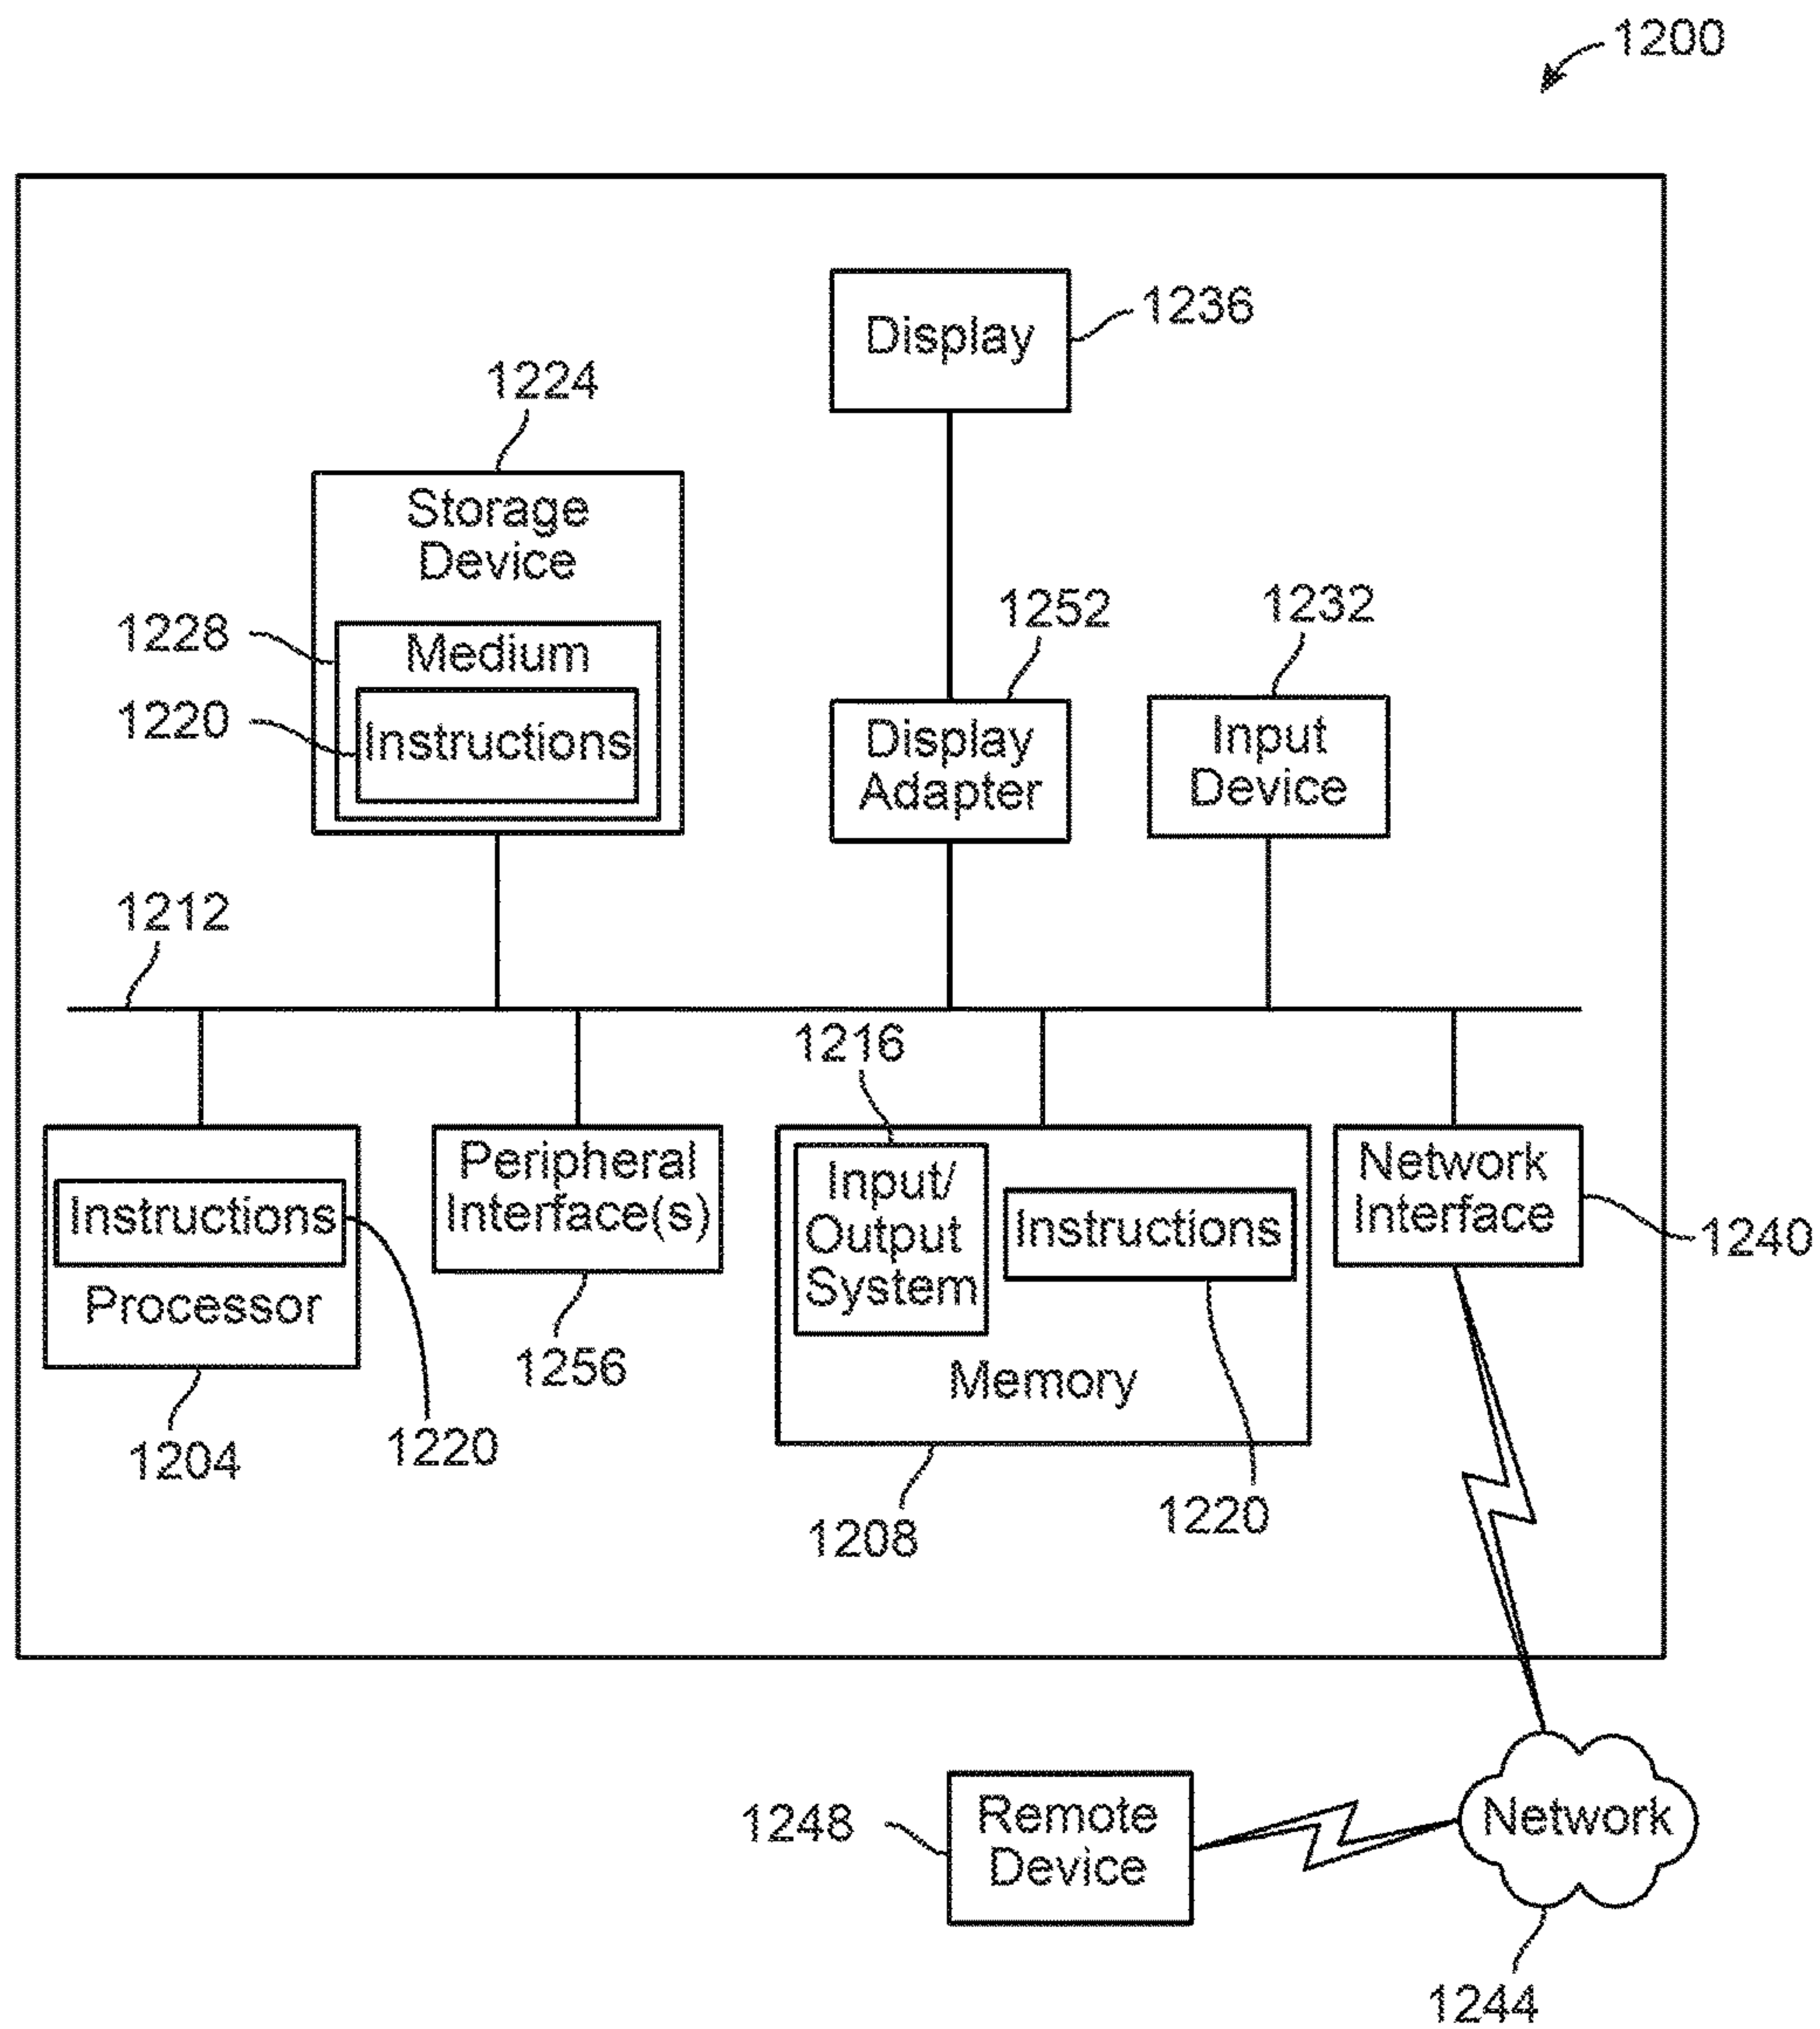 1200
Display
1236
1224
Storage
Device
1228
Medium
1220
Instructions
1252
Display
Adapter
1232
Input
Device
1212
Instructions
Processor
1204
1220
Peripheral
Interface(s)
1256
1216
Input/
Output
System
Instructions
Memory
1208
1220
Network
Interface
1240
1248
Remote
Device
Network
1244